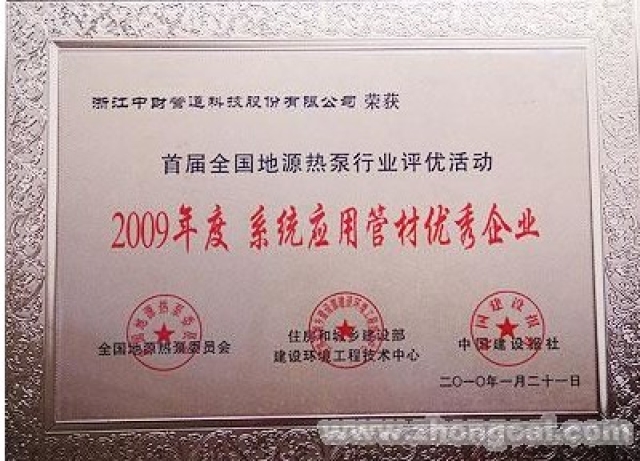 浙江中财管道科技股份有限公司 荣获
首届全国地源热泵行业评优活动
2009年度 系统应用管材优秀企业
全国地源热泵委员会
住房和城乡建设部
建设环境工程技术中心
中国建设报社
二〇一〇年一月二十一日